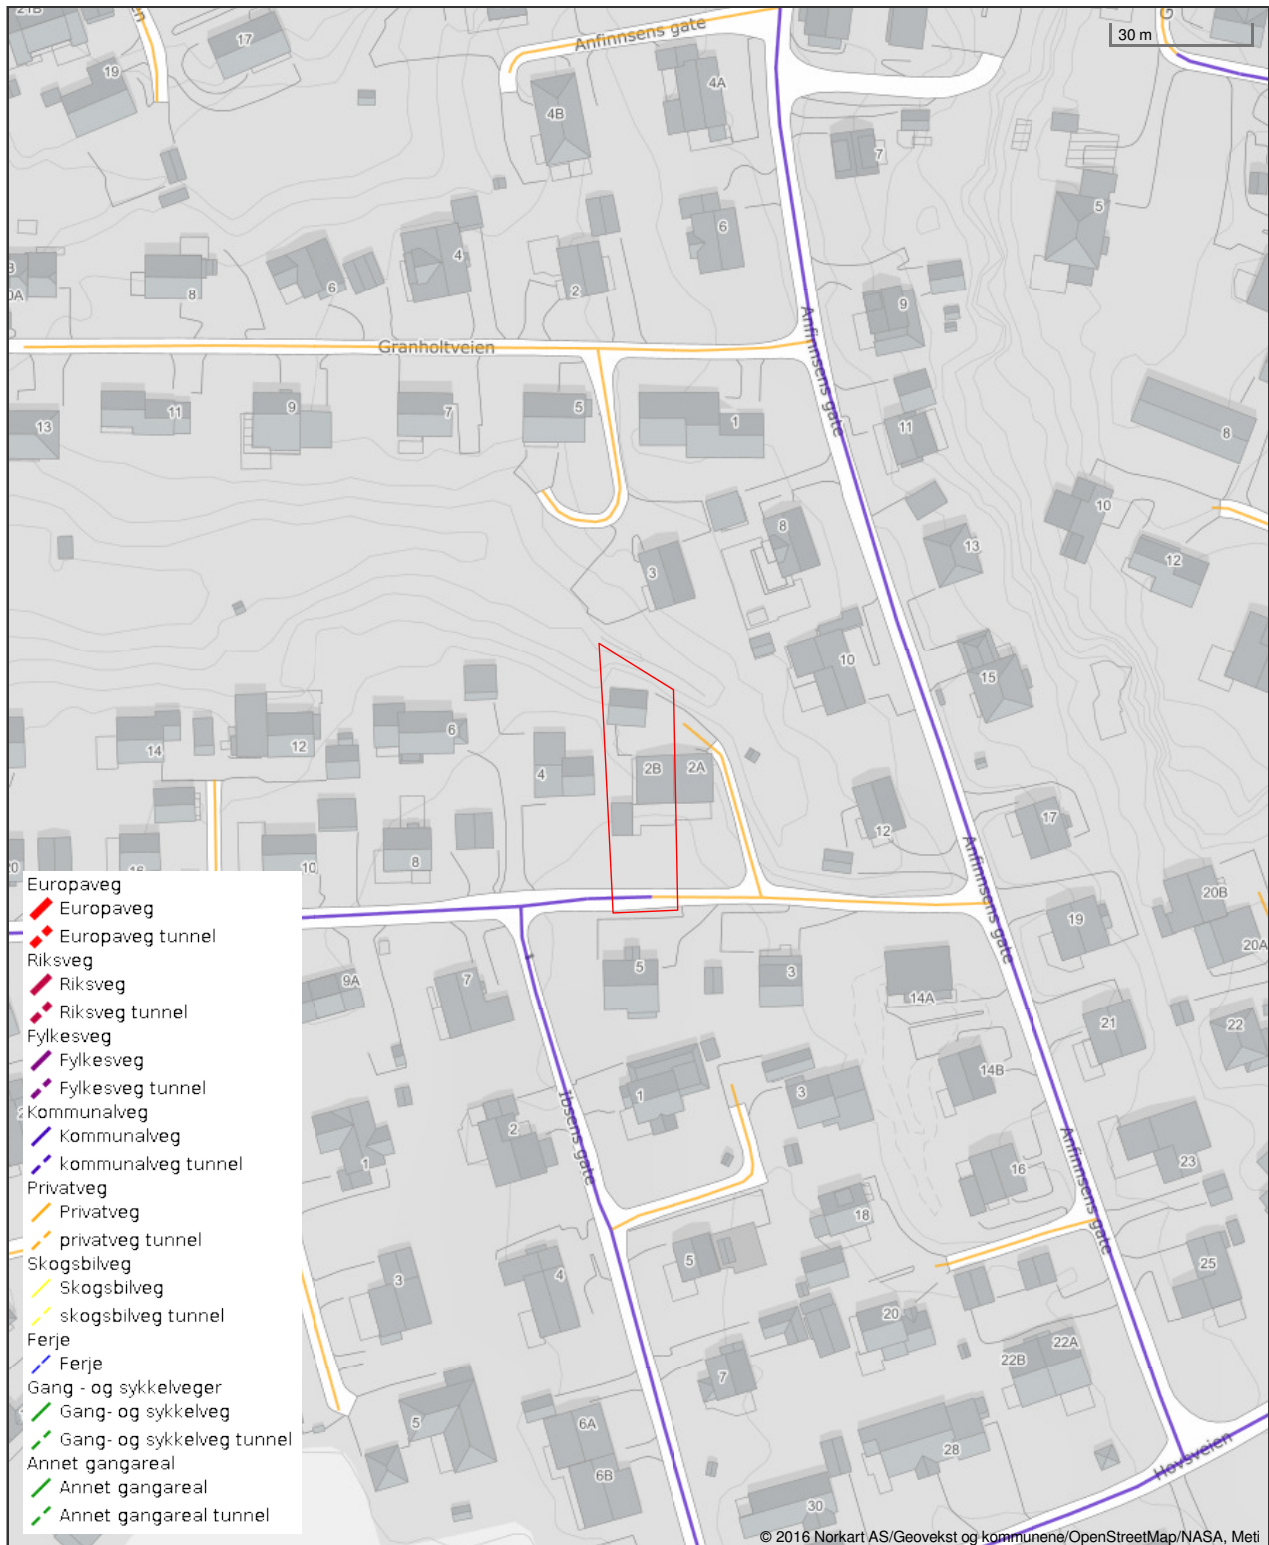 21B
17
19
Anfinnsens gate
30 m
4A
4B
7
5
6
4
6
8
2
0A
9
Granholtveien
Anfinnsens gate
13
11
9
7
5
1
11
8
10
8
13
12
3
10
15
14
12
6
4
2B
2A
17
12
8
10
16
20
20B
19
20A
Anfinnsens gate
5
3
7
9A
14A
21
22
14B
1
3
Ibsens gate
2
1
Anfinnsens gate
16
23
18
5
3
4
25
20
22A
22B
7
5
6A
6B
28
30
Hovsveien
Europaveg
Europaveg
Europaveg tunnel
Riksveg
Riksveg
Riksveg tunnel
Fylkesveg
Fylkesveg
Fylkesveg tunnel
Kommunalveg
Kommunalveg
kommunalveg tunnel
Privatveg
Privatveg
privatveg tunnel
Skogsbilveg
Skogsbilveg
skogsbilveg tunnel
Ferje
Ferje
Gang - og sykkelveger
Gang- og sykkelveg
Gang- og sykkelveg tunnel
Annet gangareal
Annet gangareal
Annet gangareal tunnel
© 2016 Norkart AS/Geovekst og kommunene/OpenStreetMap/NASA, Meti